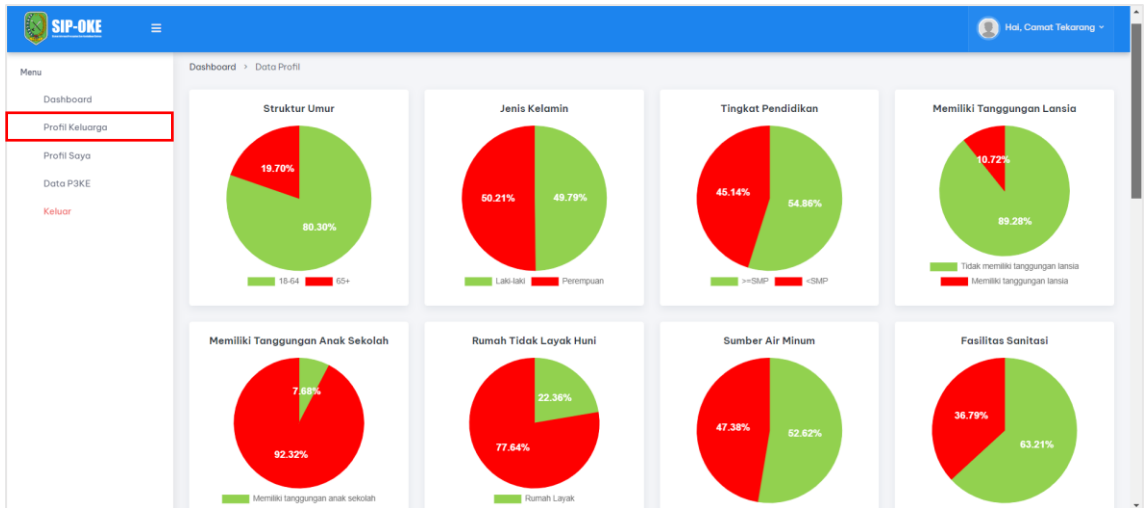 SIP-OKE
Hai, Camat Tekarang
Menu
Dashboard
Profil Keluarga
Profil Saya
Data P3KE
Keluar
Dashboard > Data Profil
Struktur Umur
19.70%
80.30%
18-64 65+
Jenis Kelamin
50.21% 49.79%
Laki-laki Perempuan
Tingkat Pendidikan
45.14% 54.86%
>=SMP <SMP
Memiliki Tanggungan Lansia
10.72%
89.28%
Tidak memiliki tanggungan lansia
Memiliki tanggungan lansia
Memiliki Tanggungan Anak Sekolah
7.68%
92.32%
Memiliki tanggungan anak sekolah
Rumah Tidak Layak Huni
22.36%
77.64%
Rumah Layak
Sumber Air Minum
47.38% 52.62%
Fasilitas Sanitasi
36.79%
63.21%